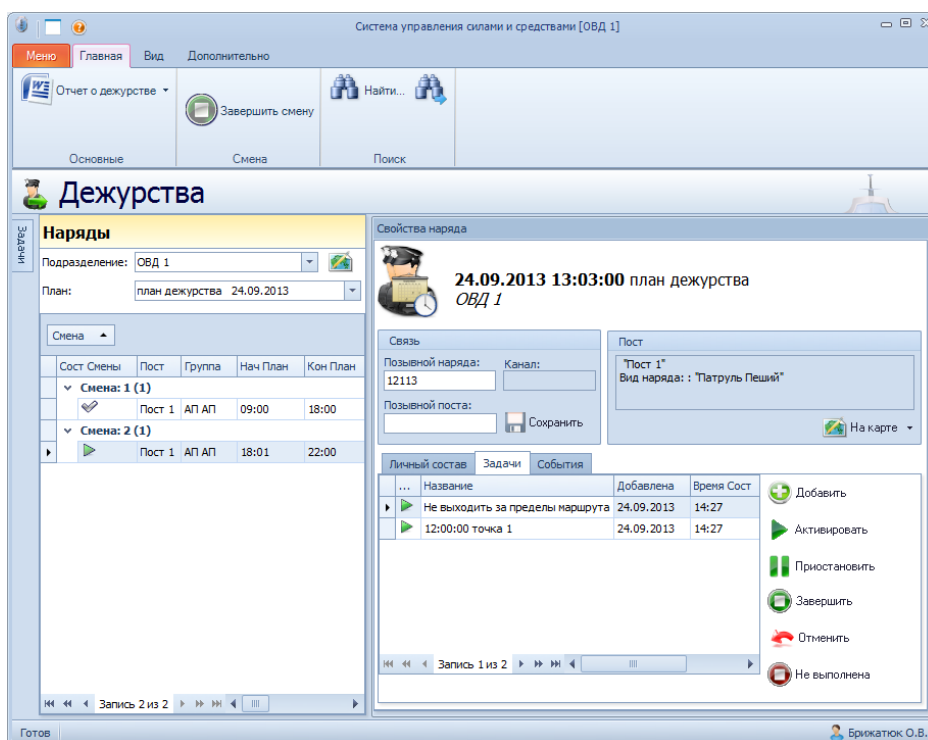 Система управления силами и средствами [ОВД 1]
Меню Главная Вид Дополнительно
Отчет о дежурстве Завершить смену Найти...
Основные Смена Поиск
Дежурства
Задачи
Наряды
Подразделение: ОВД 1
План: план дежурства 24.09.2013
Смена
Сост Смены Пост Группа Нач План Кон План
Смена: 1 (1)
Пост 1 АП АП 09:00 18:00
Смена: 2 (1)
Пост 1 АП АП 18:01 22:00
Запись 2 из 2
Свойства наряда
24.09.2013 13:03:00 план дежурства
ОВД 1
Связь
Позывной наряда: Канал:
12113
Позывной поста:
Сохранить
Пост
"Пост 1"
Вид наряда: : "Патруль Пеший"
На карте
Личный состав Задачи События
... Название Добавлена Время Сост
Не выходить за пределы маршрута 24.09.2013 14:27
12:00:00 точка 1 24.09.2013 14:27
Запись 1 из 2
Добавить
Активировать
Приостановить
Завершить
Отменить
Не выполнена
Готов Брижатюк О.В.